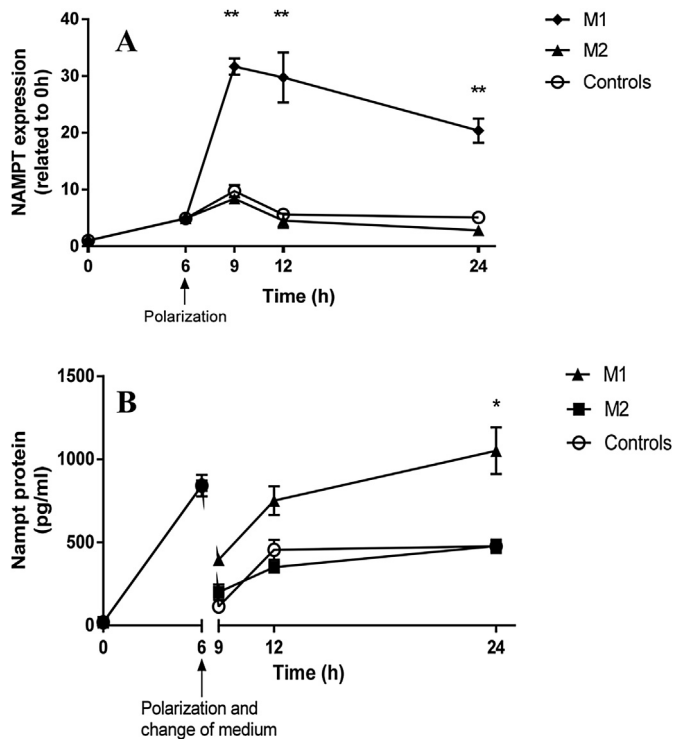 A
NAMPT expression
(related to 0h)
40
30
20
10
0
** **
**
0 6 9 12 24
Time (h)
Polarization
M1
M2
Controls
B
Nampt protein
(pg/ml)
1500
1000
500
0
*
0 6 9 12 24
Time (h)
Polarization and
change of medium
M1
M2
Controls